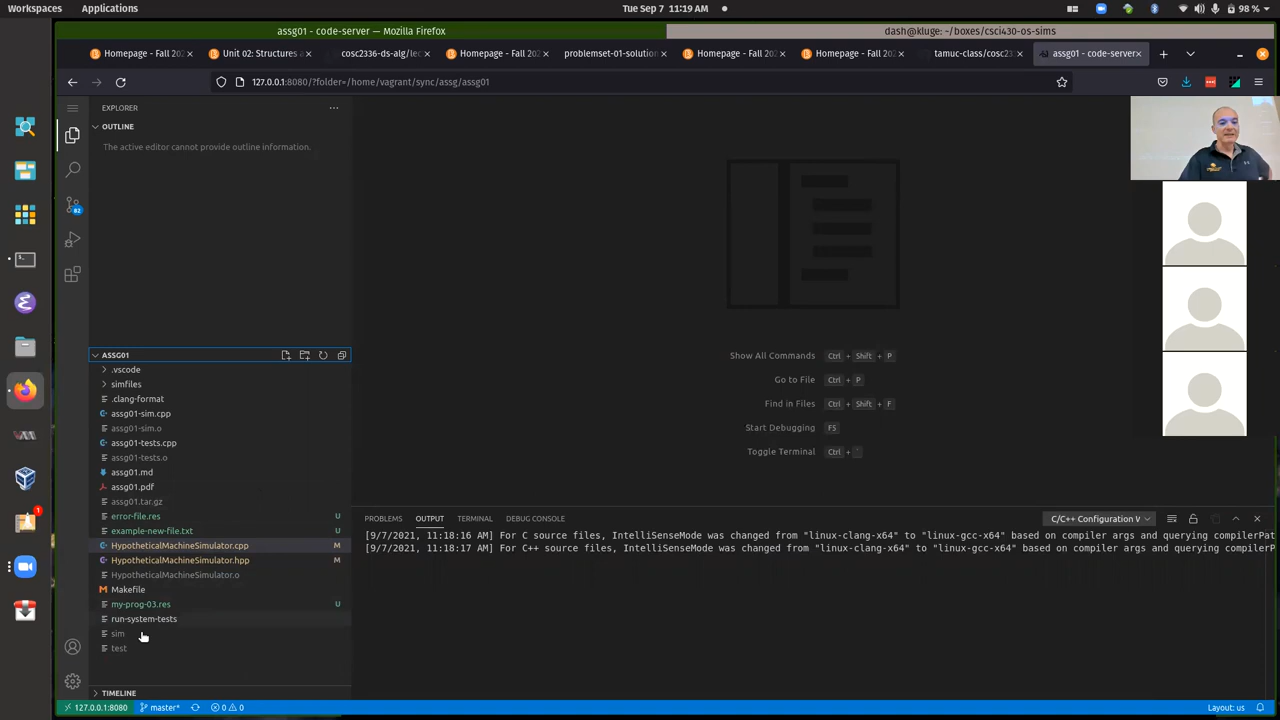 Workspaces Applications Tue Sep 7 11:19 AM 98 %
assg01 - code-server — Mozilla Firefox dash@kluge: ~/boxes/csci430-os-sims
Homepage - Fall 202 Unit 02: Structures a cosc2336-ds-alg/lec Homepage - Fall 202 problemset-01-solution Homepage - Fall 202 Homepage - Fall 202 tamuc-class/cosc23 assg01 - code-server
127.0.0.1:8080/?folder=/home/vagrant/sync/assg/assg01
EXPLORER
OUTLINE
The active editor cannot provide outline information.
82
ASSG01
.vscode
simfiles
.clang-format
assg01-sim.cpp
assg01-sim.o
assg01-tests.cpp
assg01-tests.o
assg01.md
assg01.pdf
assg01.tar.gz
error-file.res U
example-new-file.txt U
HypotheticalMachineSimulator.cpp M
HypotheticalMachineSimulator.hpp M
HypotheticalMachineSimulator.o
Makefile
my-prog-03.res U
run-system-tests
sim
test
TIMELINE
Show All Commands Ctrl + Shift + P
Go to File Ctrl + P
Find in Files Ctrl + Shift + F
Start Debugging F5
Toggle Terminal Ctrl + `
PROBLEMS OUTPUT TERMINAL DEBUG CONSOLE C/C++ Configuration W
[9/7/2021, 11:18:16 AM] For C source files, IntelliSenseMode was changed from "linux-clang-x64" to "linux-gcc-x64" based on compiler args and querying compilerPat
[9/7/2021, 11:18:17 AM] For C++ source files, IntelliSenseMode was changed from "linux-clang-x64" to "linux-gcc-x64" based on compiler args and querying compilerP
1
127.0.0.1:8080 master* 0 0 Layout: us